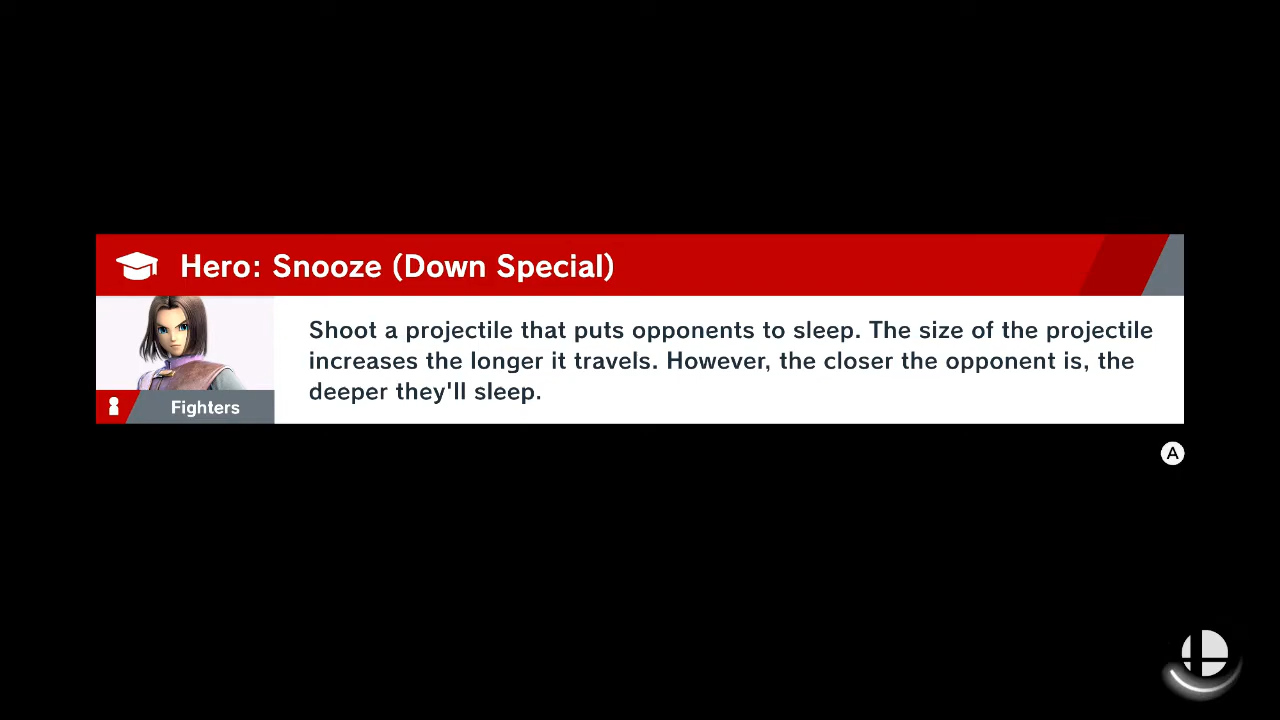 Hero: Snooze (Down Special)
Shoot a projectile that puts opponents to sleep. The size of the projectile
increases the longer it travels. However, the closer the opponent is, the
deeper they'll sleep.
Fighters
A